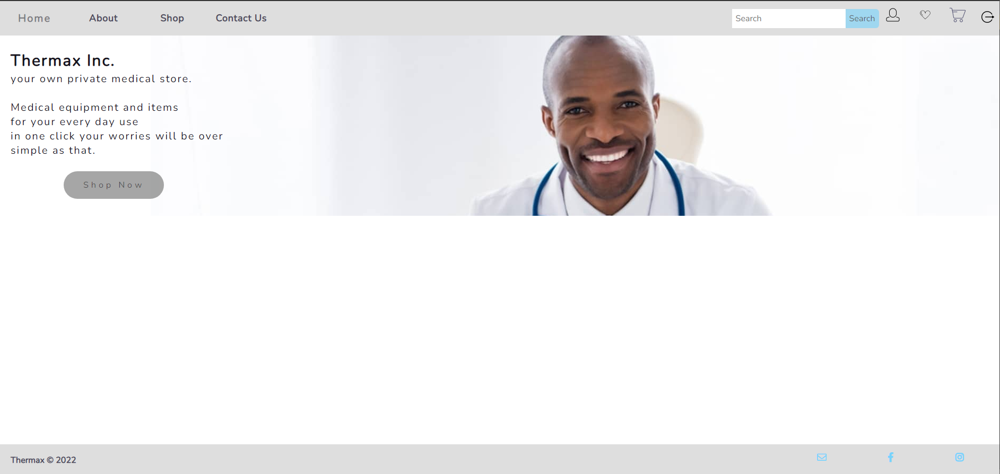 Home About Shop Contact Us Search Search
Thermax Inc.
your own private medical store.
Medical equipment and items
for your every day use
in one click your worries will be over
simple as that.
Shop Now
Thermax © 2022